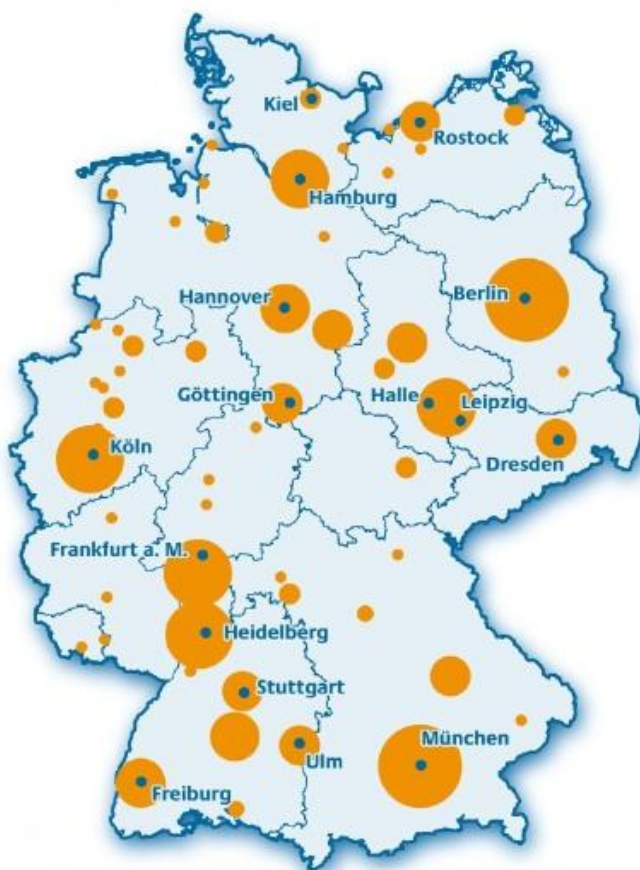 Kiel
Rostock
Hamburg
Hannover
Berlin
Göttingen
Halle
Leipzig
Köln
Dresden
Frankfurt a. M.
Heidelberg
Stuttgart
München
Ulm
Freiburg